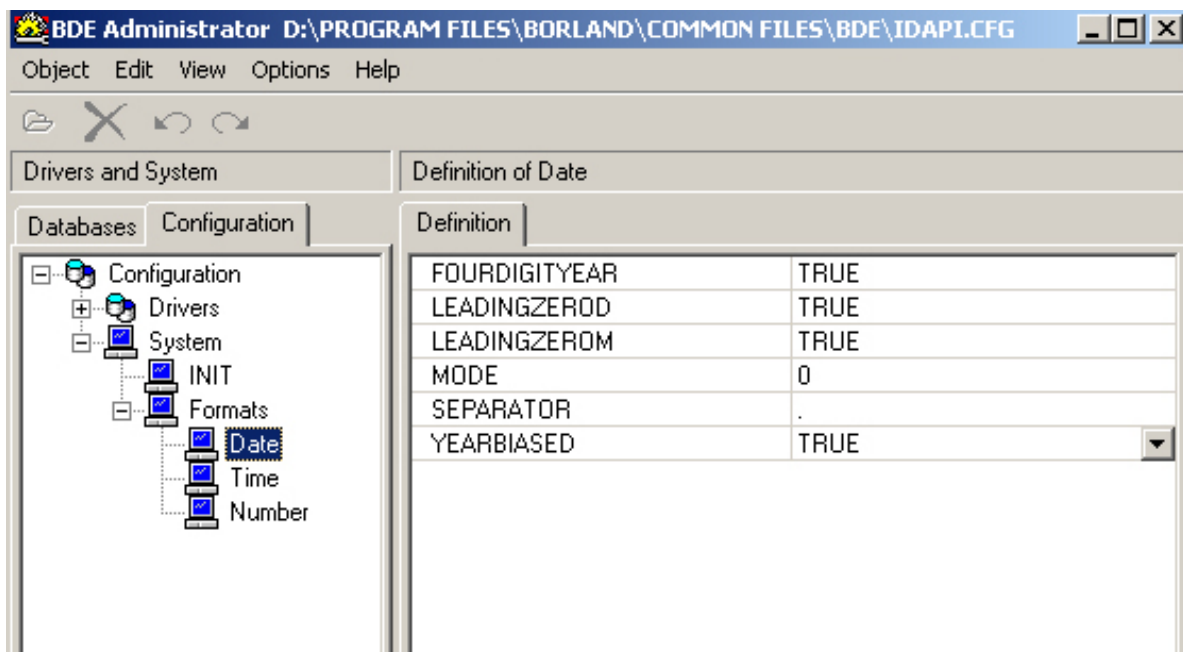 BDE Administrator D:\PROGRAM FILES\BORLAND\COMMON FILES\BDE\IDAPI.CFG
Object Edit View Options Help
Drivers and System
Definition of Date
Databases Configuration
Definition
Configuration
Drivers
System
INIT
Formats
Date
Time
Number
FOURDIGITYEAR TRUE
LEADINGZEROD TRUE
LEADINGZEROM TRUE
MODE 0
SEPARATOR .
YEARBIASED TRUE